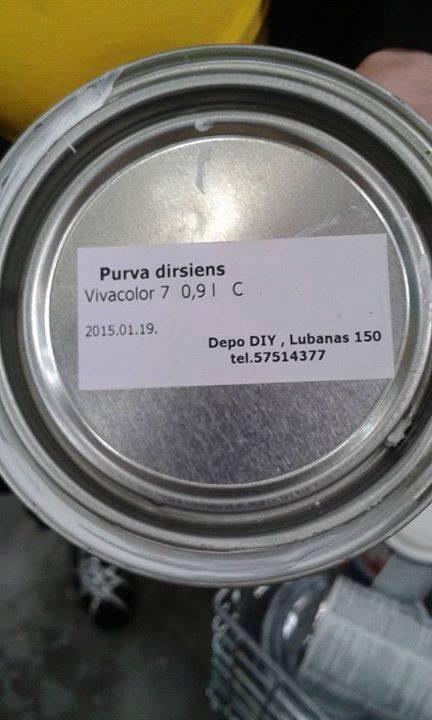 Purva dirsiens
Vivacolor 7 0,9 l C
2015.01.19.
Depo DIY , Lubanas 150
tel.57514377